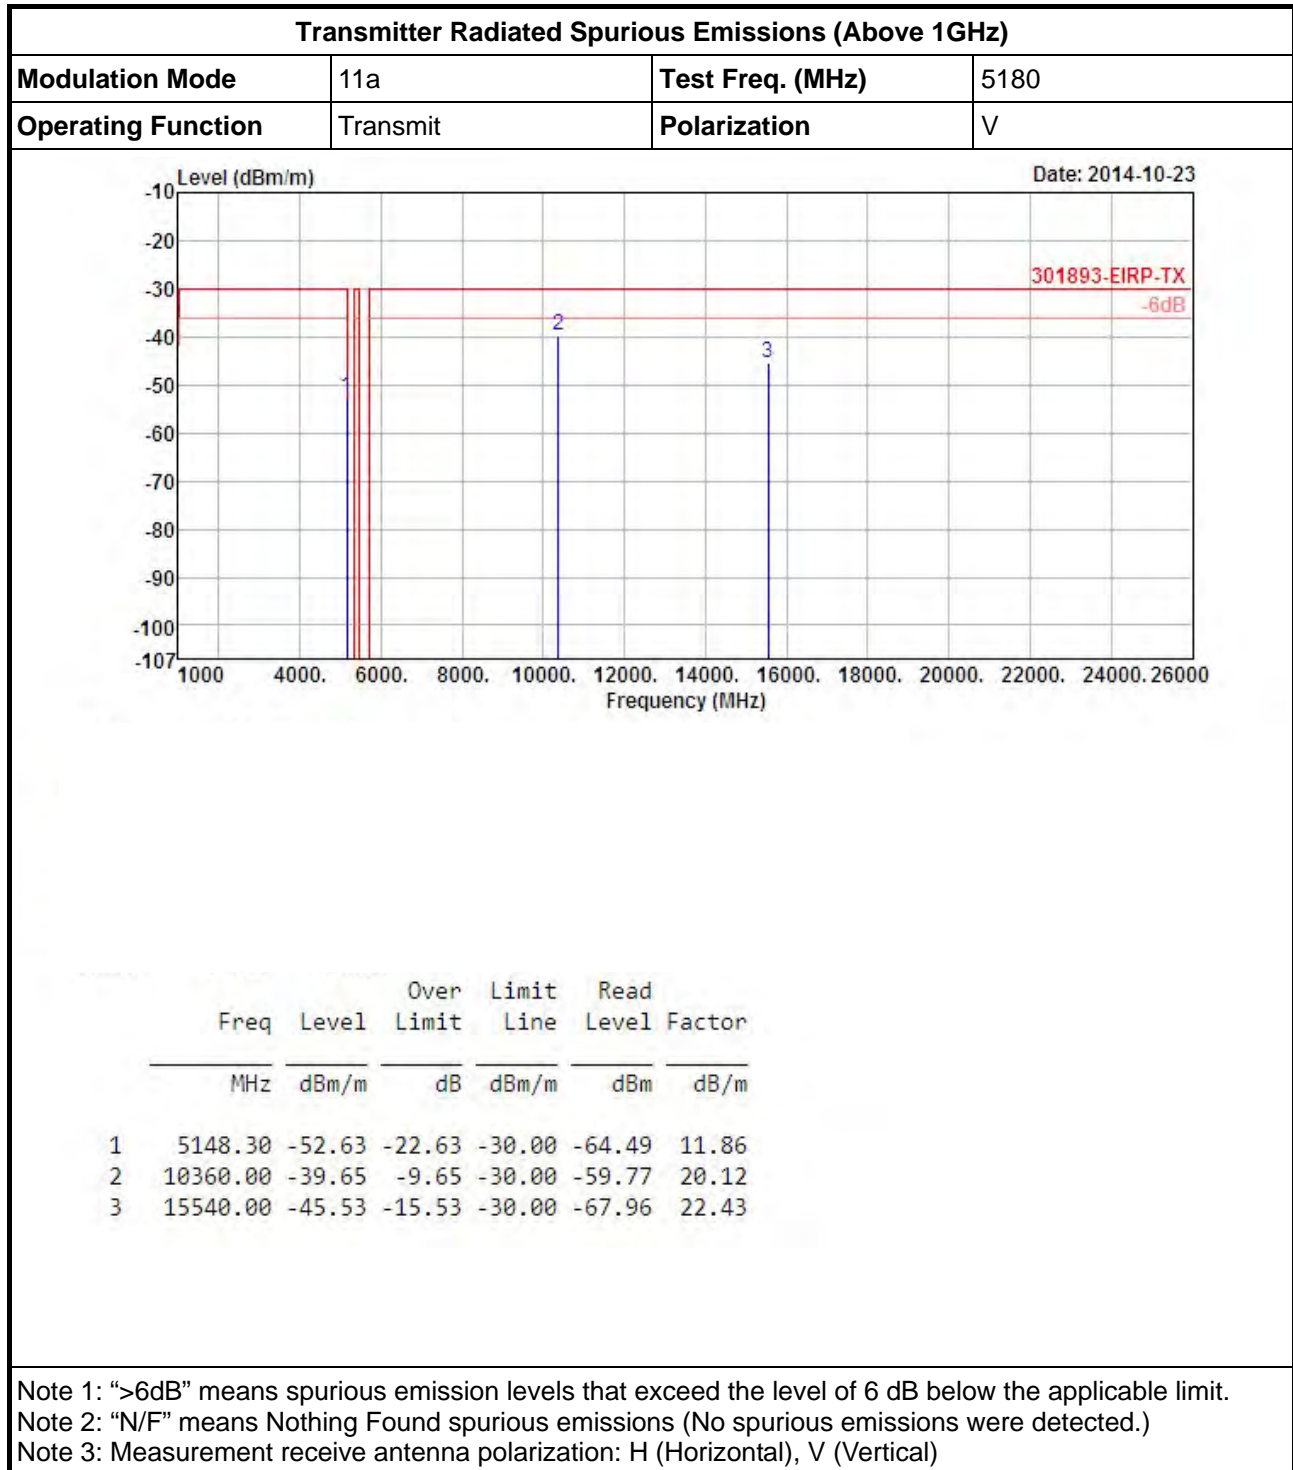 Transmitter Radiated Spurious Emissions (Above 1GHz)
Modulation Mode 11a Test Freq. (MHz) 5180
Operating Function Transmit Polarization V
Level (dBm/m) Date: 2014-10-23
-10
-20
301893-EIRP-TX
-30
-6dB
2
-40
3
-50
-60
-70
-80
-90
-100
-107
1000 4000. 6000. 8000. 10000. 12000. 14000. 16000. 18000. 20000. 22000. 24000. 26000
Frequency (MHz)
Over Limit Read
Freq Level Limit Line Level Factor
MHz dBm/m dB dBm/m dBm dB/m
1 5148.30 -52.63 -22.63 -30.00 -64.49 11.86
2 10360.00 -39.65 -9.65 -30.00 -59.77 20.12
3 15540.00 -45.53 -15.53 -30.00 -67.96 22.43
Note 1: “>6dB” means spurious emission levels that exceed the level of 6 dB below the applicable limit.
Note 2: “N/F” means Nothing Found spurious emissions (No spurious emissions were detected.)
Note 3: Measurement receive antenna polarization: H (Horizontal), V (Vertical)